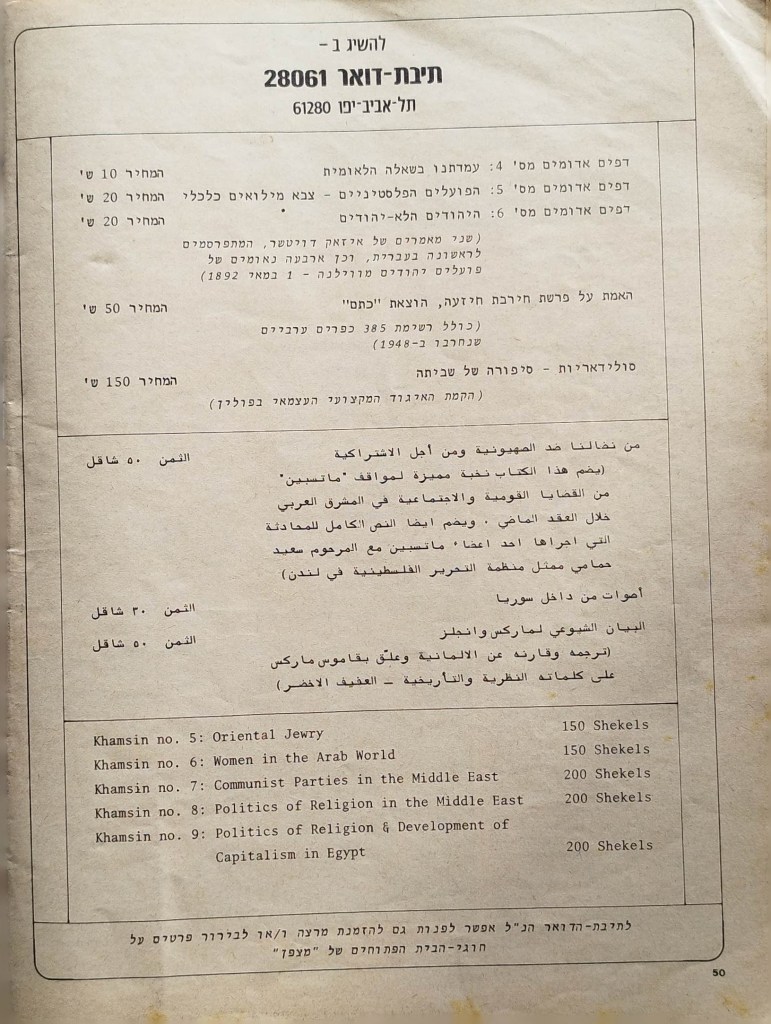 להשיג ב –
תיבת-דואר 28061
תל-אביב-יפו 61280
דפים אדומים מס' 4: עמדתנו בשאלה הלאומית המחיר 10 ש'
דפים אדומים מס' 5: הפועלים הפלסטיניים – צבא מילואים כלכלי המחיר 20 ש'
דפים אדומים מס' 6: היהודים הלא-יהודים המחיר 20 ש'
(שני מאמרים של איזאק דויטשר, המתפרסמים
לראשונה בעברית, וכן ארבעה נאומים של
פועלים יהודים מווילנה – 1 במאי 1892)
האמת על פרשת חירבת חיזעה, הוצאת "כתם" המחיר 50 ש'
(כולל רשימת 385 כפרים ערביים
שנחרבו ב-1948)
סולידאריות – סיפורה של שביתה המחיר 150 ש'
(הקמת האיגוד המקצועי העצמאי בפולין)
من نضالنا ضد الصهيونية ومن أجل الاشتراكية الثمن ٥٠ شاقل
(يضم هذا الكتاب نخبة مميزة لمواقف "ماتسبين"
من القضايا القومية والاجتماعية في المشرق العربي
خلال العقد الماضي . ويضم ايضا النص الكامل للمحادثة
التي اجراها احد اعضاء ماتسبين مع المرحوم سعيد
حمامي ممثل منظمة التحرير الفلسطينية في لندن)
أصوات من داخل سوريا الثمن ٣٠ شاقل
البيان الشيوعي لماركس وانجلز الثمن ٥٠ شاقل
(ترجمه وقارنه عن الالمانية وعلّق بقاموس ماركس
على كلماته النظرية والتأريخية – العفيف الاخضر)
Khamsin no. 5: Oriental Jewry 150 Shekels
Khamsin no. 6: Women in the Arab World 150 Shekels
Khamsin no. 7: Communist Parties in the Middle East 200 Shekels
Khamsin no. 8: Politics of Religion in the Middle East 200 Shekels
Khamsin no. 9: Politics of Religion & Development of
Capitalism in Egypt 200 Shekels
לתיבת-הדואר הנ"ל אפשר לפנות גם להזמנת מרצה ו/או לבירור פרטים על
חוגי-הבית הפתוחים של "מצפן"
50